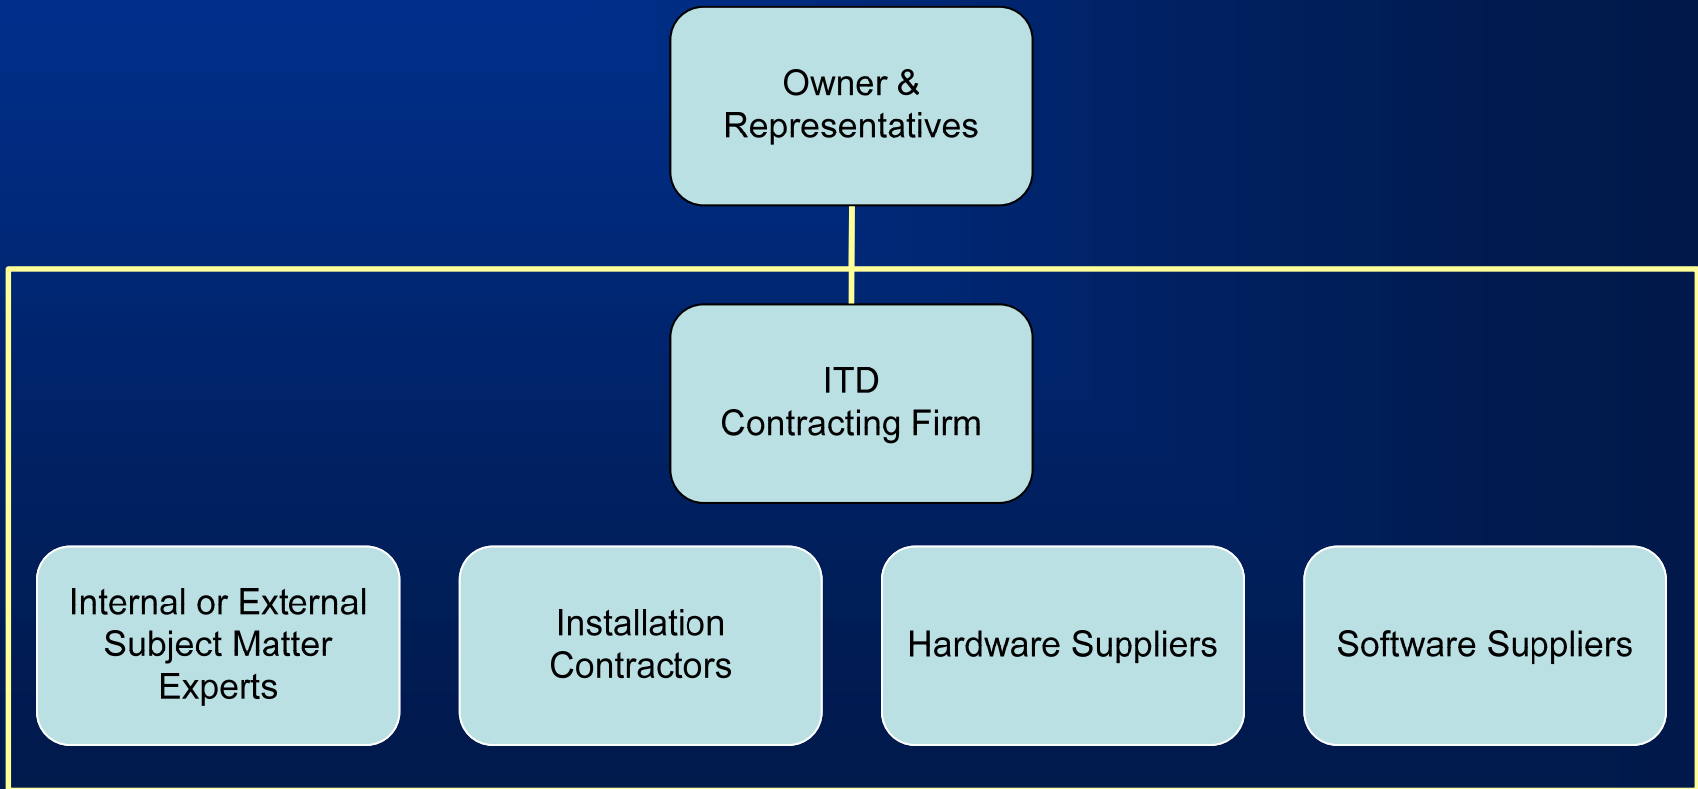 Owner &
Representatives
ITD
Contracting Firm
Internal or External
Subject Matter
Experts
Installation
Contractors
Hardware Suppliers
Software Suppliers